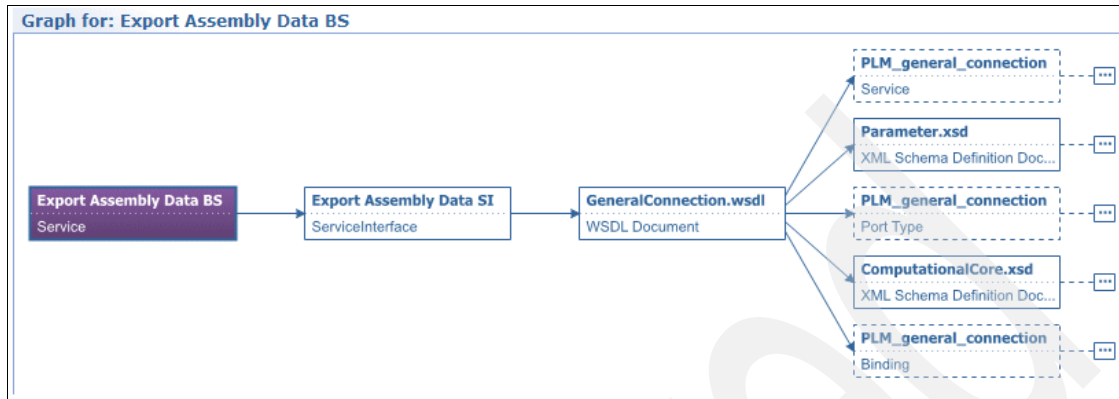 Graph for: Export Assembly Data BS
Export Assembly Data BS
Service
Export Assembly Data SI
ServiceInterface
GeneralConnection.wsdl
WSDL Document
PLM_general_connection
Service
...
Parameter.xsd
XML Schema Definition Doc...
...
PLM_general_connection
Port Type
...
ComputationalCore.xsd
XML Schema Definition Doc...
...
PLM_general_connection
Binding
...